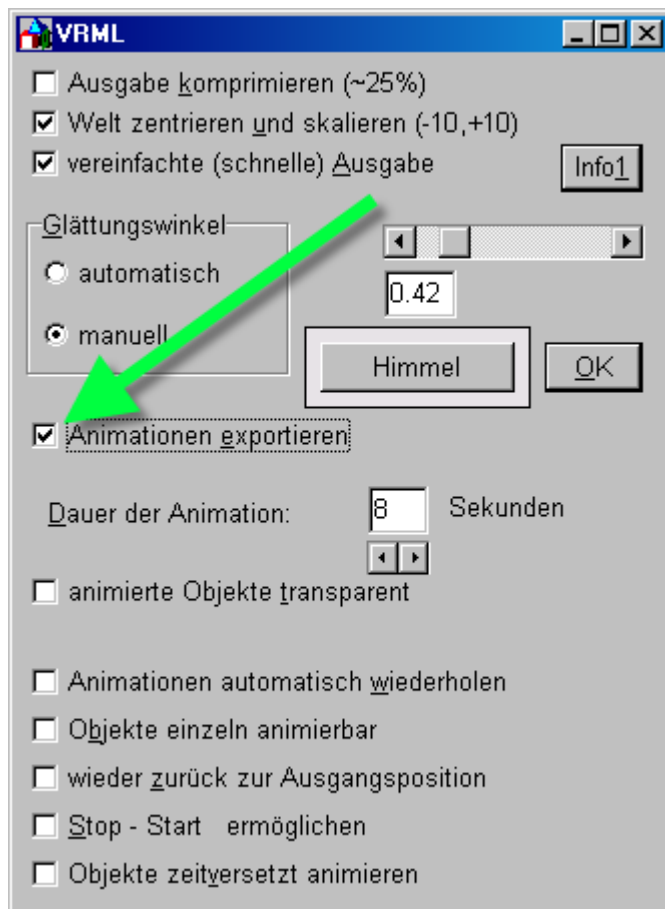 VRML
Ausgabe komprimieren (~25%)
Welt zentrieren und skalieren (-10,+10)
vereinfachte (schnelle) Ausgabe
Info1
Glättungswinkel
automatisch
0.42
manuell
Himmel
OK
Animationen exportieren
Dauer der Animation: 8 Sekunden
animierte Objekte transparent
Animationen automatisch wiederholen
Objekte einzeln animierbar
wieder zurück zur Ausgangsposition
Stop - Start ermöglichen
Objekte zeitversetzt animieren